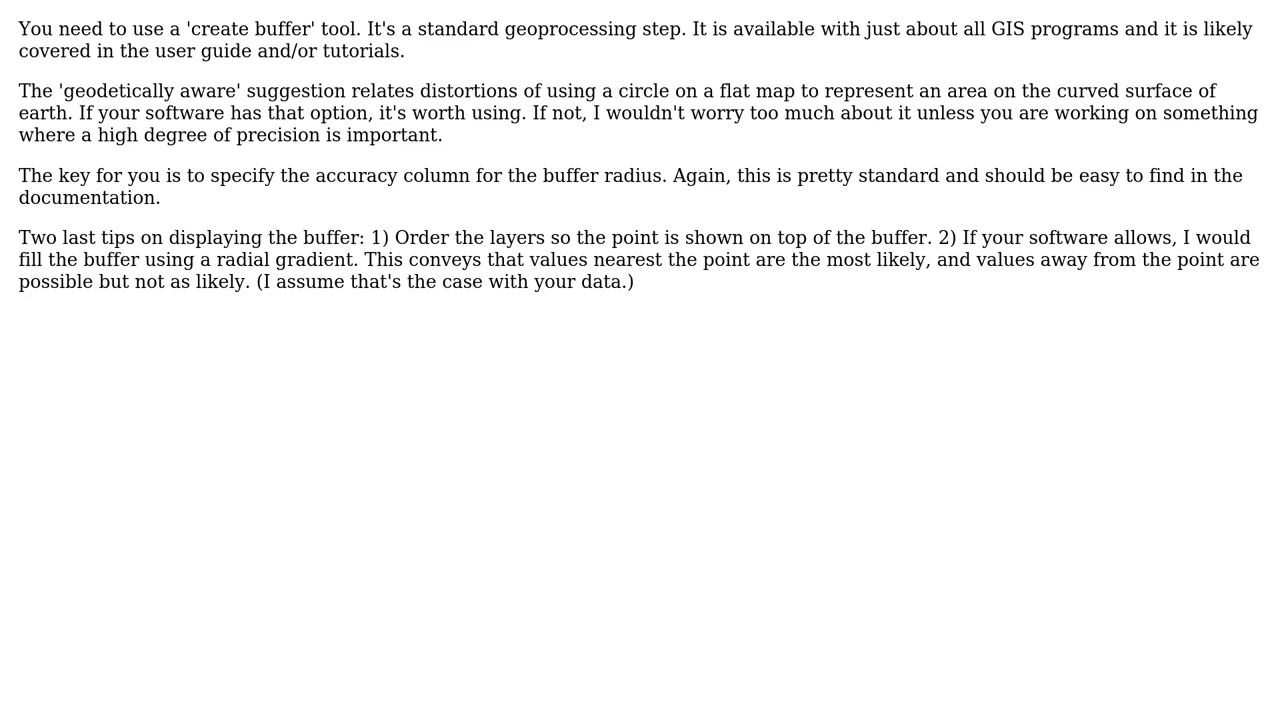 You need to use a 'create buffer' tool. It's a standard geoprocessing step. It is available with just about all GIS programs and it is likely
covered in the user guide and/or tutorials.
The 'geodetically aware' suggestion relates distortions of using a circle on a flat map to represent an area on the curved surface of
earth. If your software has that option, it's worth using. If not, I wouldn't worry too much about it unless you are working on something
where a high degree of precision is important.
The key for you is to specify the accuracy column for the buffer radius. Again, this is pretty standard and should be easy to find in the
documentation.
Two last tips on displaying the buffer: 1) Order the layers so the point is shown on top of the buffer. 2) If your software allows, I would
fill the buffer using a radial gradient. This conveys that values nearest the point are the most likely, and values away from the point are
possible but not as likely. (I assume that's the case with your data.)